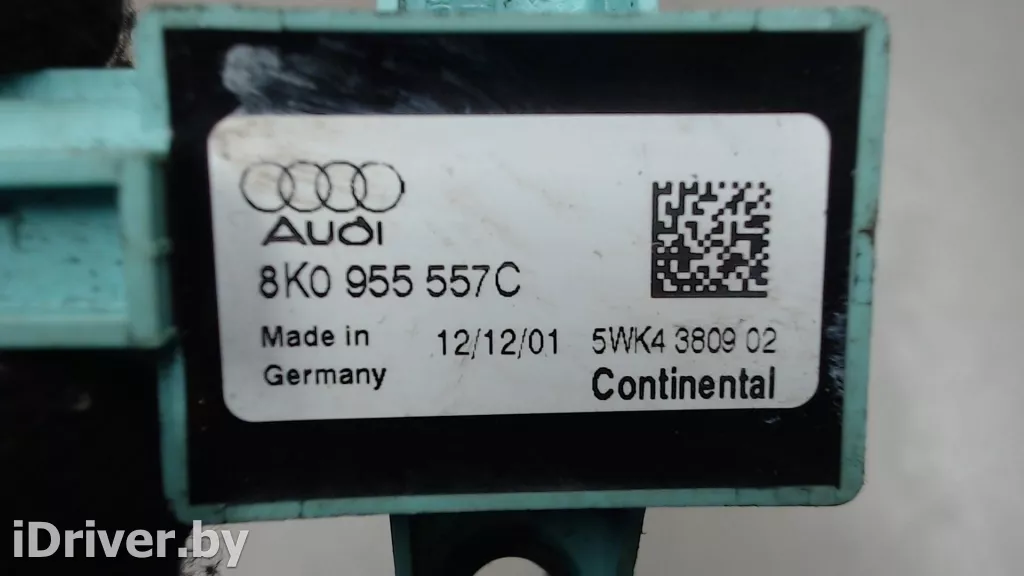 AUDI
8K0 955 557C
Made in Germany
12/12/01 5WK4 3809 02
Continental
iDriver.by